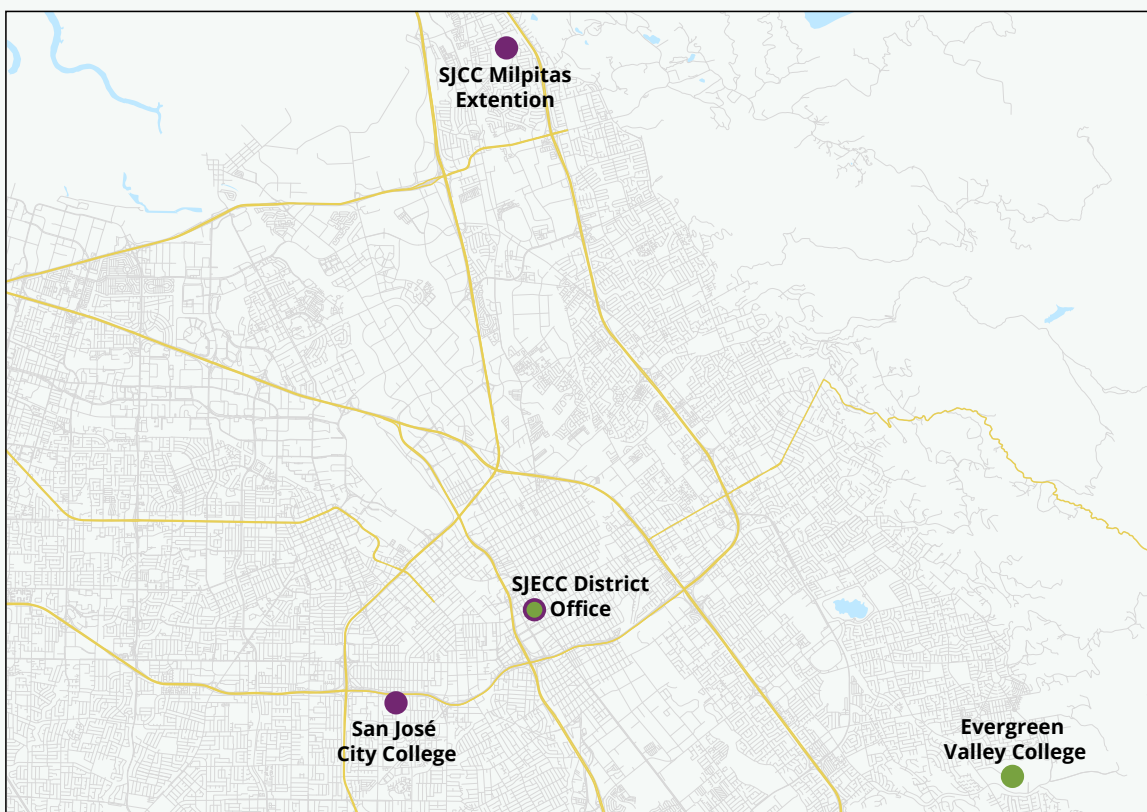 SJCC Milpitas
Extention
SJECC District
Office
San José
City College
Evergreen
Valley College